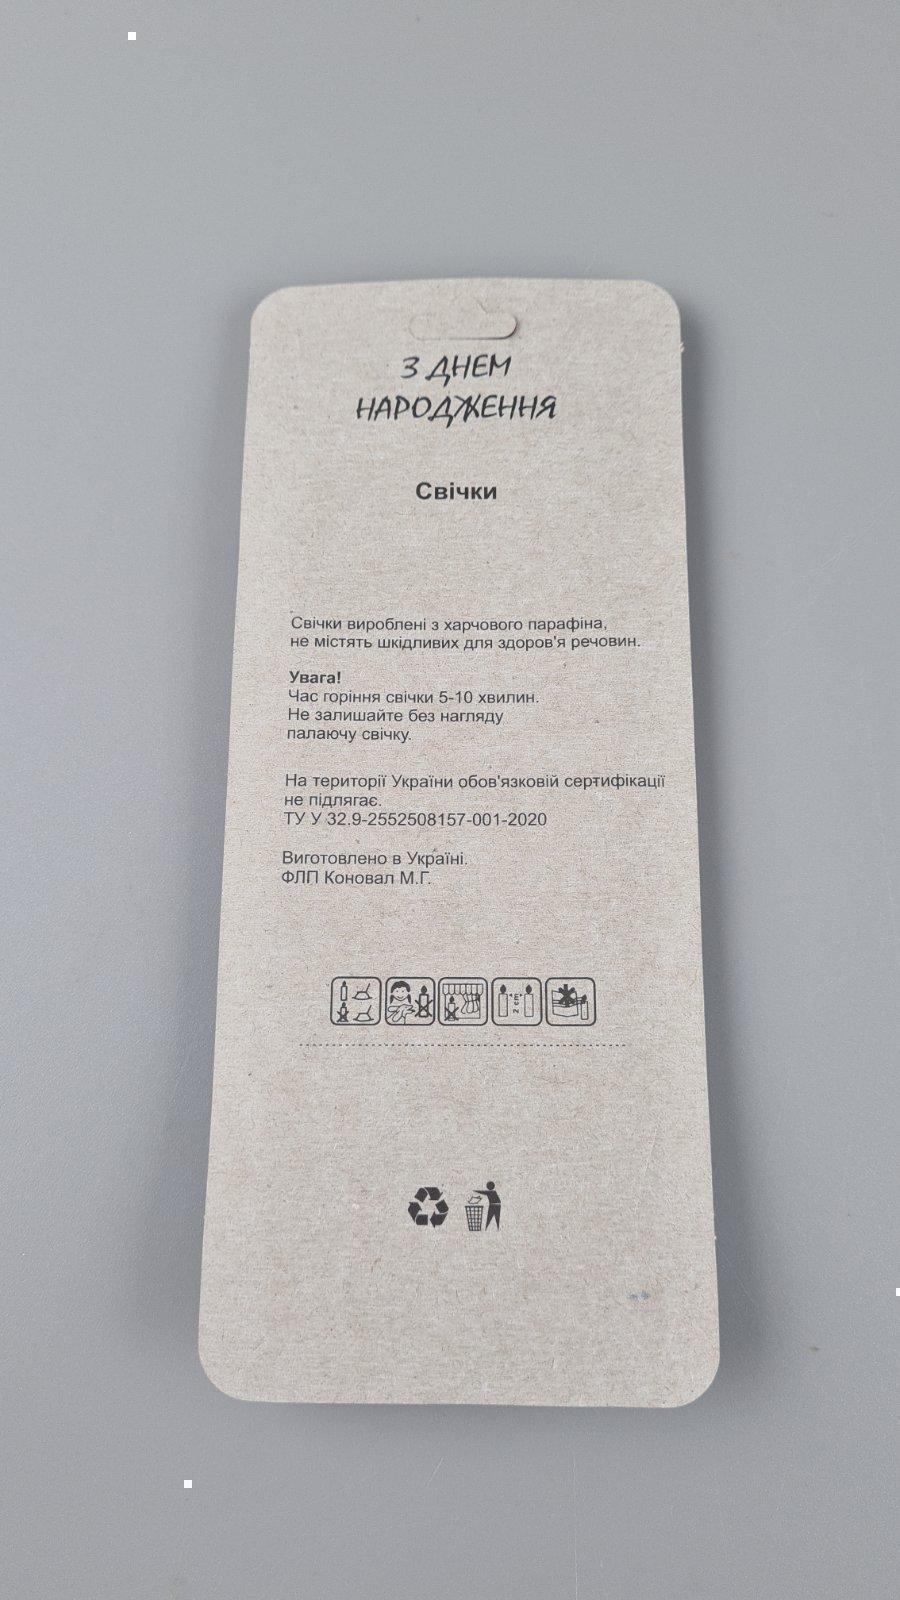 З ДНЕМ
НАРОДЖЕННЯ
Свічки
Свічки вироблені з харчового парафіна,
не містять шкідливих для здоров'я речовин.
Увага!
Час горіння свічки 5-10 хвилин.
Не залишайте без нагляду
палаючу свічку.
На території України обов'язковій сертифікації
не підлягає.
ТУ У 32.9-2552508157-001-2020
Виготовлено в Україні.
ФЛП Коновал М.Г.
2 см